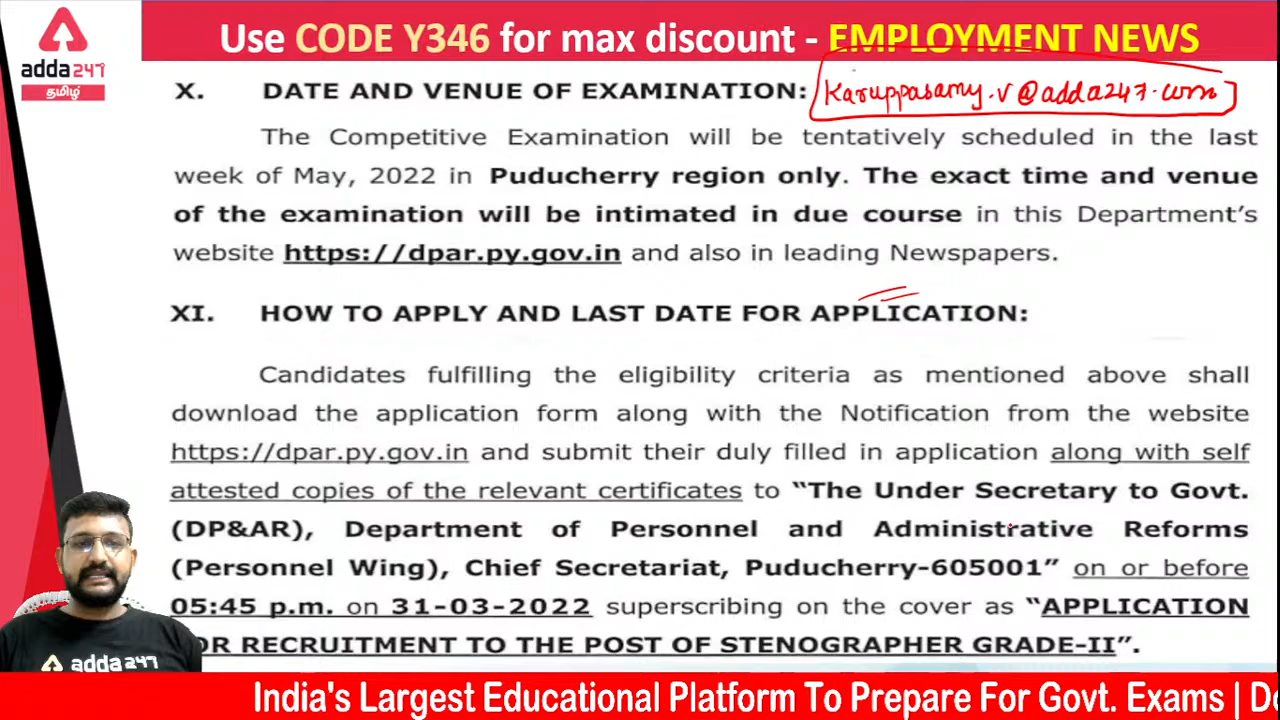 Use CODE Y346 for max discount - EMPLOYMENT NEWS
adda247
தமிழ்
X. DATE AND VENUE OF EXAMINATION: Karuppasamy.v@adda247.com
The Competitive Examination will be tentatively scheduled in the last
week of May, 2022 in Puducherry region only. The exact time and venue
of the examination will be intimated in due course in this Department's
website https://dpar.py.gov.in and also in leading Newspapers.
XI. HOW TO APPLY AND LAST DATE FOR APPLICATION:
Candidates fulfilling the eligibility criteria as mentioned above shall
download the application form along with the Notification from the website
https://dpar.py.gov.in and submit their duly filled in application along with self
attested copies of the relevant certificates to “The Under Secretary to Govt.
(DP&AR), Department of Personnel and Administrative Reforms
(Personnel Wing), Chief Secretariat, Puducherry-605001” on or before
05:45 p.m. on 31-03-2022 superscribing on the cover as “APPLICATION
OR RECRUITMENT TO THE POST OF STENOGRAPHER GRADE-II”.
adda247
India's Largest Educational Platform To Prepare For Govt. Exams | D